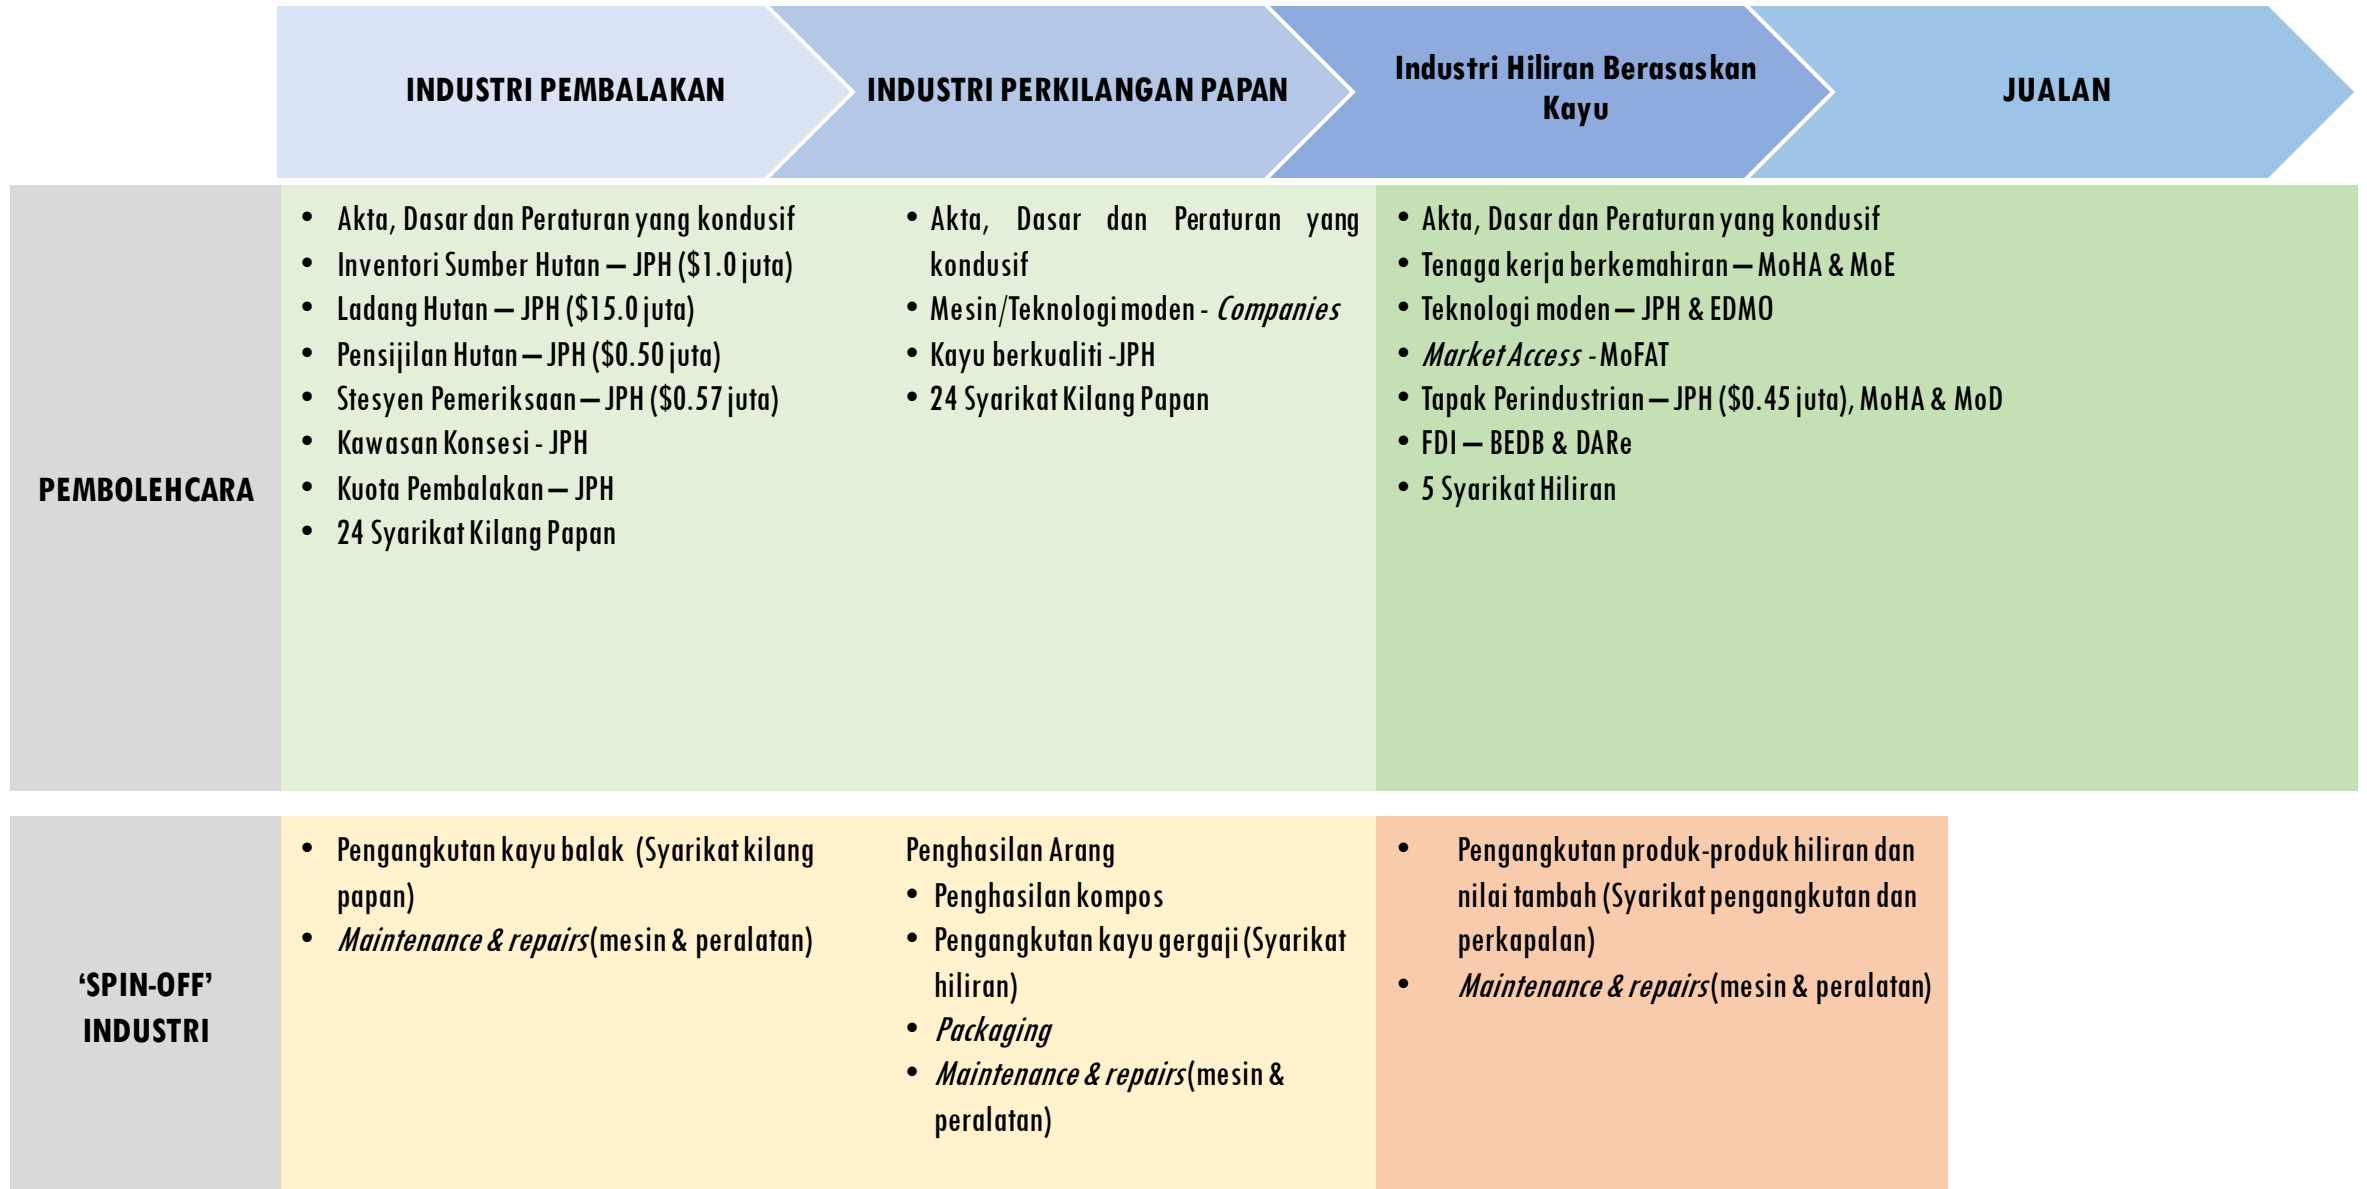 INDUSTRI PEMBALAKAN
INDUSTRI PERKILANGAN PAPAN
Industri Hiliran Berasaskan
Kayu
JUALAN
PEMBOLEHCARA
• Akta, Dasar dan Peraturan yang kondusif
• Inventori Sumber Hutan – JPH ($1.0 juta)
• Ladang Hutan – JPH ($15.0 juta)
• Pensijilan Hutan – JPH ($0.50 juta)
• Stesyen Pemeriksaan – JPH ($0.57 juta)
• Kawasan Konsesi - JPH
• Kuota Pembalakan – JPH
• 24 Syarikat Kilang Papan
• Akta, Dasar dan Peraturan yang
kondusif
• Mesin/Teknologi moden - Companies
• Kayu berkualiti -JPH
• 24 Syarikat Kilang Papan
• Akta, Dasar dan Peraturan yang kondusif
• Tenaga kerja berkemahiran – MoHA & MoE
• Teknologi moden – JPH & EDMO
• Market Access - MoFAT
• Tapak Perindustrian – JPH ($0.45 juta), MoHA & MoD
• FDI – BEDB & DARe
• 5 Syarikat Hiliran
‘SPIN-OFF’
INDUSTRI
• Pengangkutan kayu balak (Syarikat kilang
papan)
• Maintenance & repairs (mesin & peralatan)
Penghasilan Arang
• Penghasilan kompos
• Pengangkutan kayu gergaji (Syarikat
hiliran)
• Packaging
• Maintenance & repairs (mesin &
peralatan)
• Pengangkutan produk-produk hiliran dan
nilai tambah (Syarikat pengangkutan dan
perkapalan)
• Maintenance & repairs (mesin & peralatan)